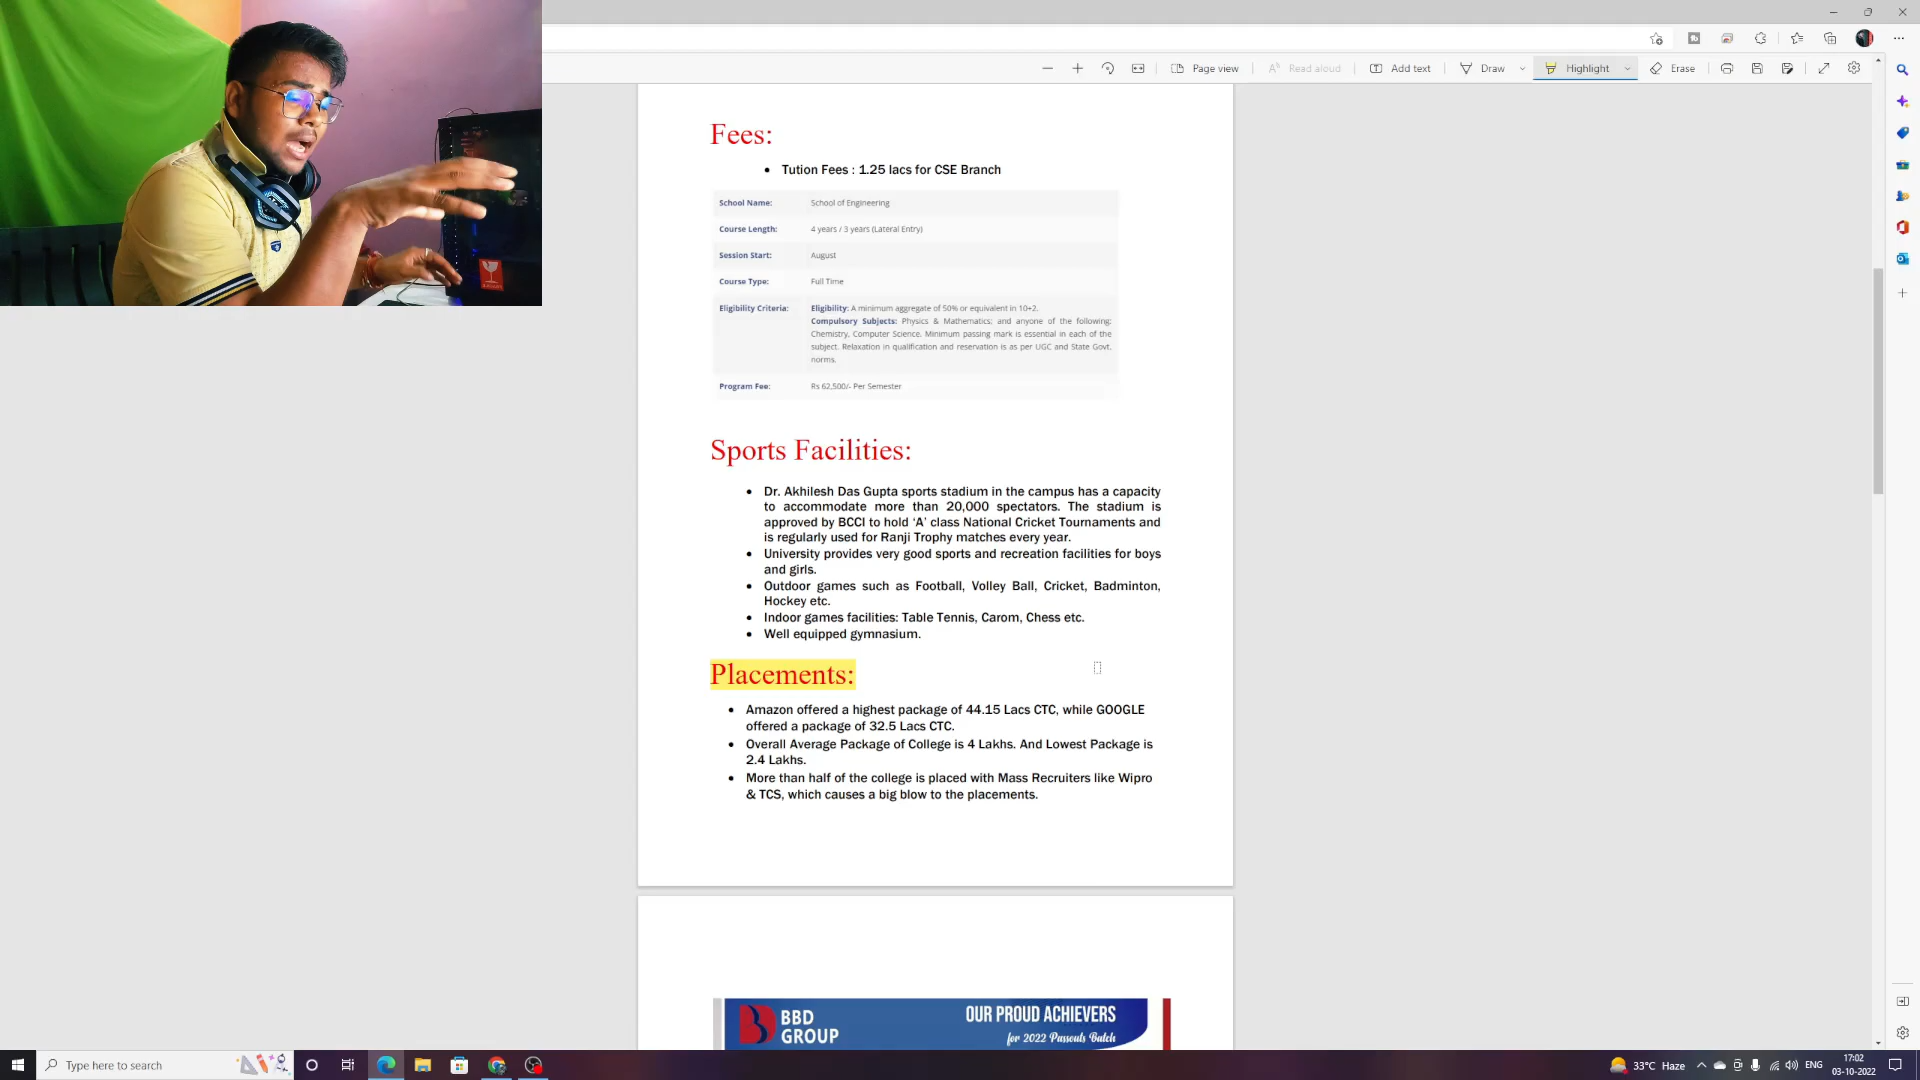 Page view
Read aloud
Add text
Draw
Highlight
Erase
Fees:
• Tution Fees : 1.25 lacs for CSE Branch
School Name: School of Engineering
Course Length: 4 years / 3 years (Lateral Entry)
Session Start: August
Course Type: Full Time
Eligibility Criteria: Eligibility: A minimum aggregate of 50% or equivalent in 10+2.
Compulsory Subjects: Physics & Mathematics; and anyone of the following:
Chemistry, Computer Science. Minimum passing mark is essential in each of the
subject. Relaxation in qualification and reservation is as per UGC and State Govt.
norms.
Program Fee: Rs 62,500/- Per Semester
Sports Facilities:
• Dr. Akhilesh Das Gupta sports stadium in the campus has a capacity
to accommodate more than 20,000 spectators. The stadium is
approved by BCCI to hold ‘A’ class National Cricket Tournaments and
is regularly used for Ranji Trophy matches every year.
• University provides very good sports and recreation facilities for boys
and girls.
• Outdoor games such as Football, Volley Ball, Cricket, Badminton,
Hockey etc.
• Indoor games facilities: Table Tennis, Carom, Chess etc.
• Well equipped gymnasium.
Placements:
• Amazon offered a highest package of 44.15 Lacs CTC, while GOOGLE
offered a package of 32.5 Lacs CTC.
• Overall Average Package of College is 4 Lakhs. And Lowest Package is
2.4 Lakhs.
• More than half of the college is placed with Mass Recruiters like Wipro
& TCS, which causes a big blow to the placements.
BBD
GROUP
OUR PROUD ACHIEVERS
for 2022 Passouts Batch
Type here to search
33°C Haze
ENG
17:02
03-10-2022